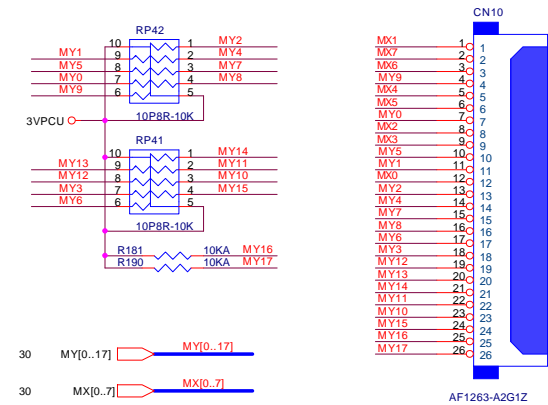 RP42
10 1 MY2
MY1 9 2 MY4
MY5 8 3 MY7
MY0 7 4 MY8
MY9 6 5
3VPCU
10P8R-10K
RP41
10 1 MY14
MY13 9 2 MY11
MY12 8 3 MY10
MY3 7 4 MY15
MY6 6 5
10P8R-10K
R181 10KA MY16
R190 10KA MY17
30 MY[0..17] MY[0..17]
30 MX[0..7] MX[0..7]
CN10
MX1 1 1
MX7 2 2
MX6 3 3
MY9 4 4
MX4 5 5
MX5 6 6
MY0 7 7
MX2 8 8
MX3 9 9
MY5 10 10
MY1 11 11
MX0 12 12
MY2 13 13
MY4 14 14
MY7 15 15
MY8 16 16
MY6 17 17
MY3 18 18
MY12 19 19
MY13 20 20
MY14 21 21
MY11 22 22
MY10 23 23
MY15 24 24
MY16 25 25
MY17 26 26
AF1263-A2G1Z